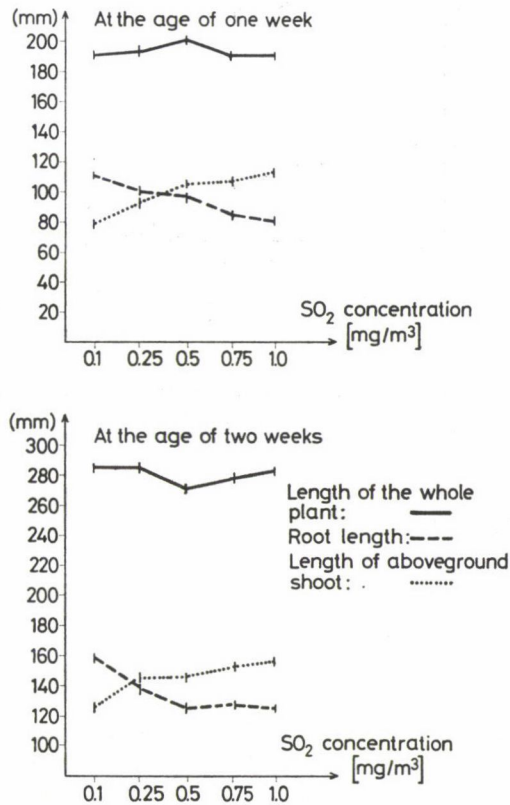 (mm) At the age of one week
200
180
160
140
120
100
80
60
40
20
SO2 concentration
[mg/m³]
0.1 0.25 0.5 0.75 1.0
(mm)
At the age of two weeks
300
280
260
240
220
200
180
160
140
120
100
Length of the whole
plant:
Root length:
Length of aboveground
shoot: .
SO2 concentration
[mg/m³]
0.1 0.25 0.5 0.75 1.0